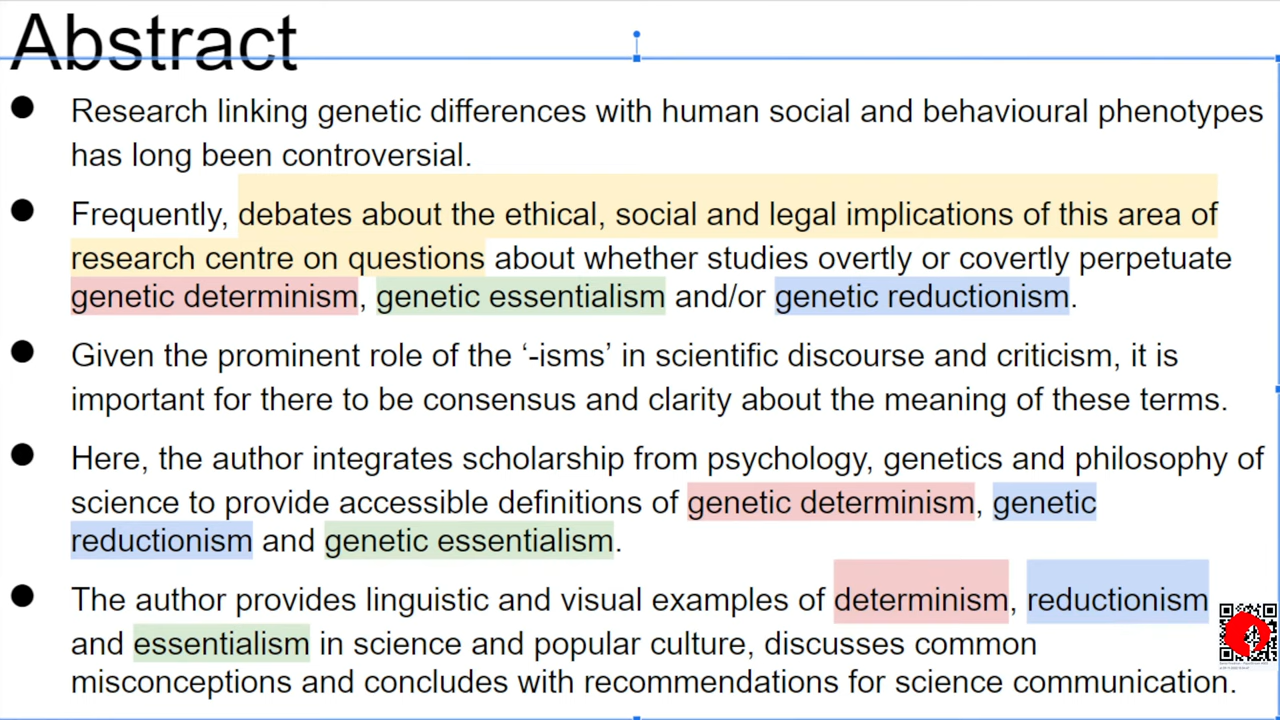 Abstract
● Research linking genetic differences with human social and behavioural phenotypes
has long been controversial.
● Frequently, debates about the ethical, social and legal implications of this area of
research centre on questions about whether studies overtly or covertly perpetuate
genetic determinism, genetic essentialism and/or genetic reductionism.
● Given the prominent role of the ‘-isms’ in scientific discourse and criticism, it is
important for there to be consensus and clarity about the meaning of these terms.
● Here, the author integrates scholarship from psychology, genetics and philosophy of
science to provide accessible definitions of genetic determinism, genetic
reductionism and genetic essentialism.
● The author provides linguistic and visual examples of determinism, reductionism
and essentialism in science and popular culture, discusses common
misconceptions and concludes with recommendations for science communication.